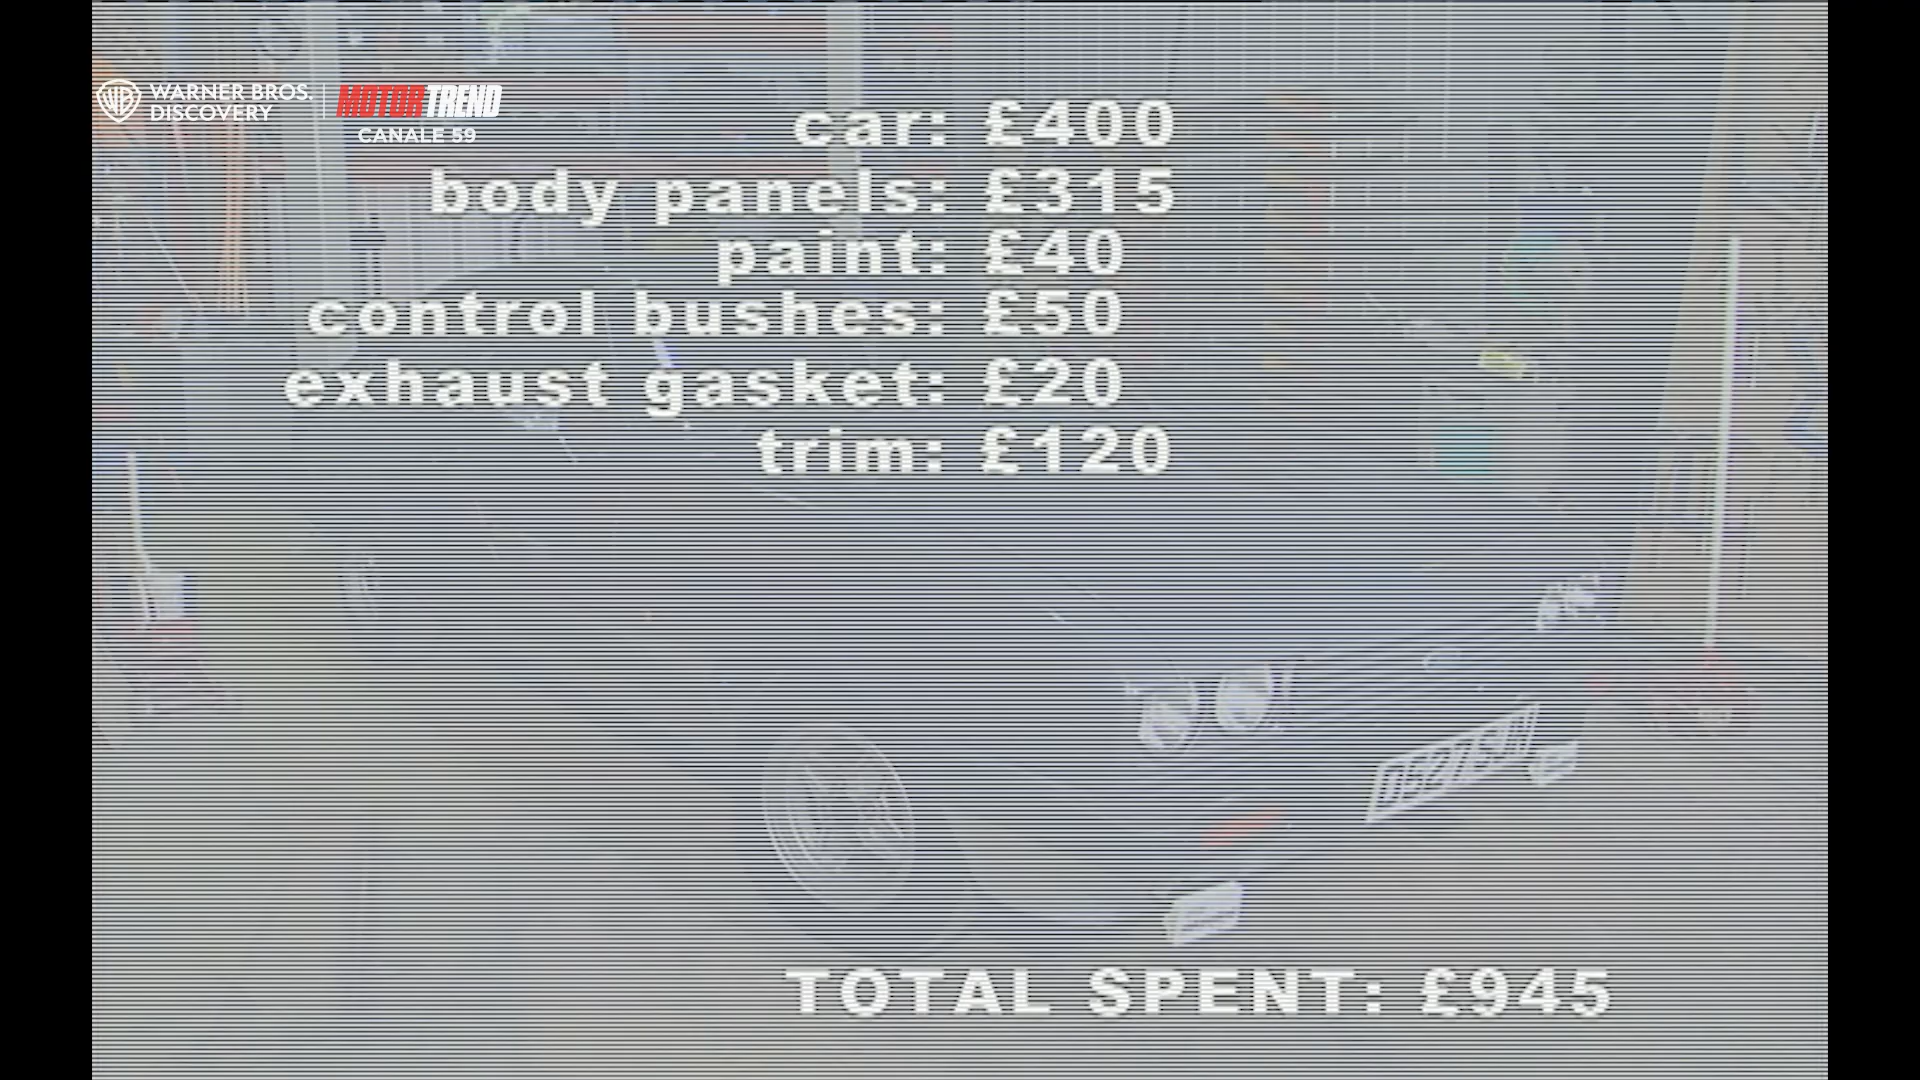 WARNER BROS.
DISCOVERY
MOTORTREND
CANALE 59
car: £400
body panels: £315
paint: £40
control bushes: £50
exhaust gasket: £20
trim: £120
TOTAL SPENT: £945